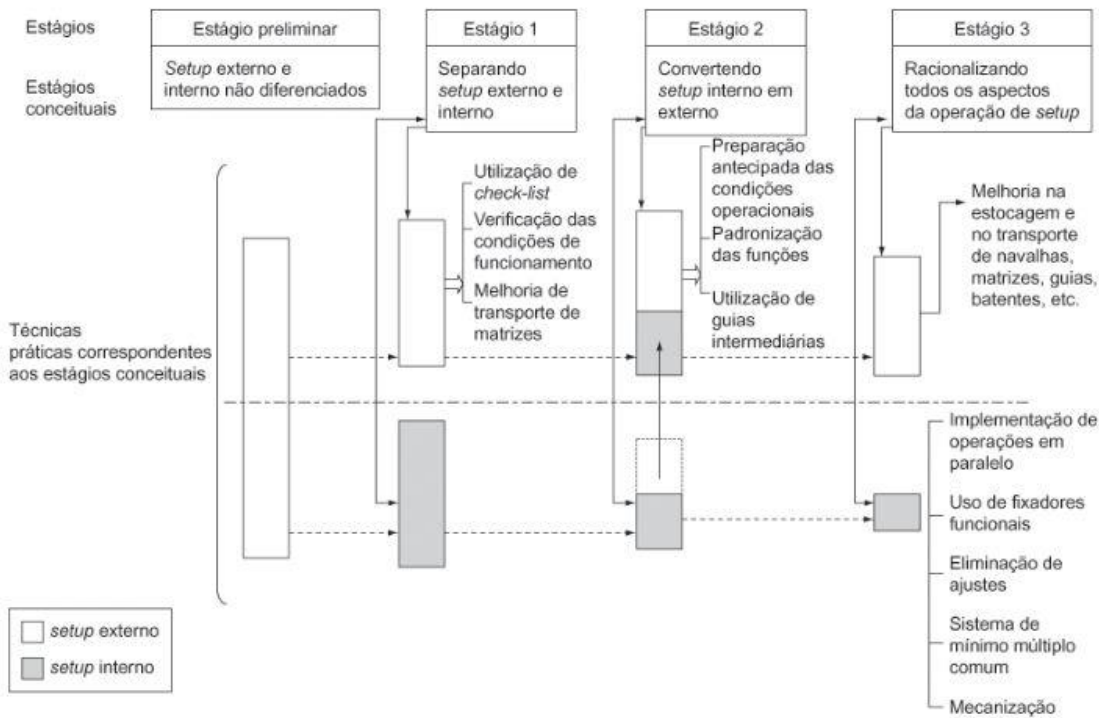 Estágios
Estágio preliminar
Estágio 1
Estágio 2
Estágio 3
Estágios
conceituais
Setup externo e
interno não diferenciados
Separando
setup externo e
interno
Convertendo
setup interno em
externo
Racionalizando
todos os aspectos
da operação de setup
Utilização de
check-list
Verificação das
condições de
funcionamento
Melhoria de
transporte de
matrizes
Preparação
antecipada das
condições
operacionais
Padronização
das funções
Utilização de
guias
intermediárias
Melhoria na
estocagem e
no transporte
de navalhas,
matrizes, guias,
batentes, etc.
Técnicas
práticas correspondentes
aos estágios conceituais
Implementação de
operações em
paralelo
Uso de fixadores
funcionais
Eliminação de
ajustes
Sistema de
mínimo múltiplo
comum
Mecanização
setup externo
setup interno